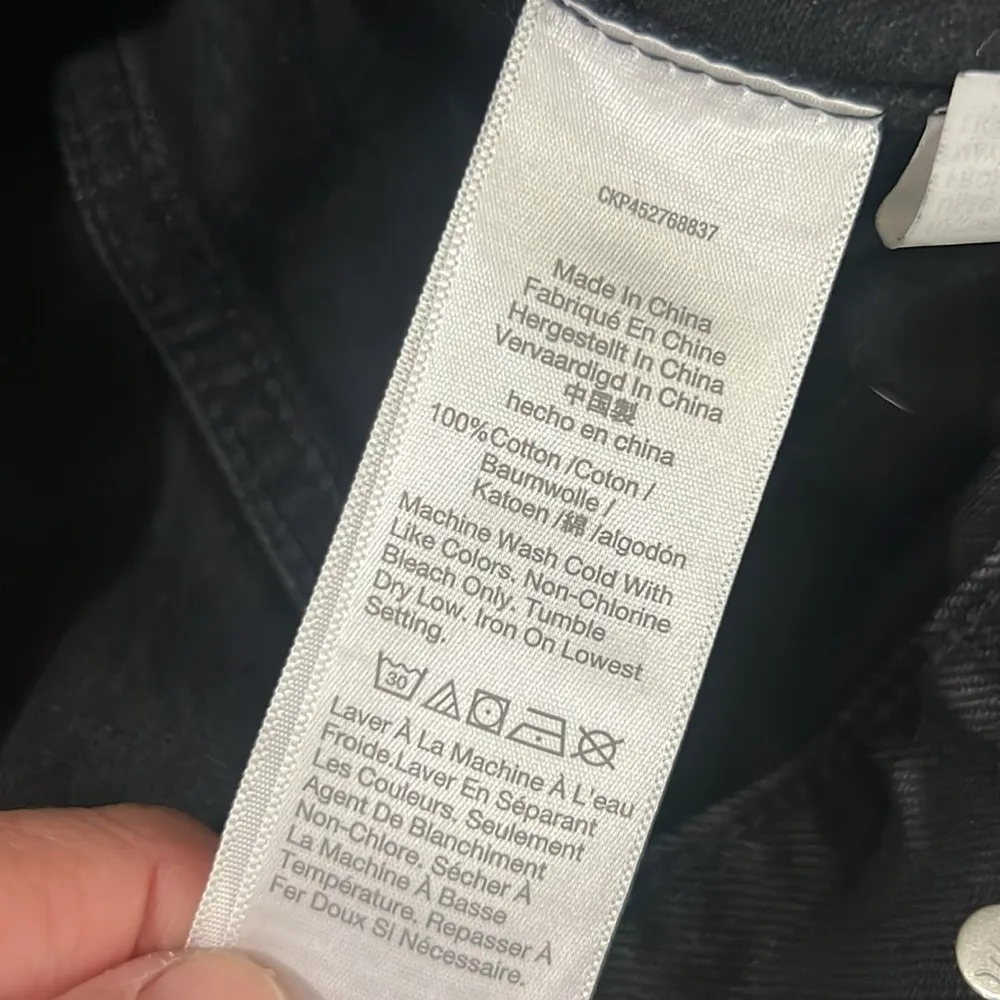 CKP452768837
Made In China
Fabriqué En Chine
Hergestellt In China
Vervaardigd In China
中国製
hecho en china
100%Cotton /Coton /
Baumwolle /
Katoen /綿 /algodón
Machine Wash Cold With
Like Colors. Non-Chlorine
Bleach Only. Tumble
Dry Low. Iron On Lowest
Setting.
30
Laver À La Machine À L'eau
Froide.Laver En Séparant
Les Couleurs. Seulement
Agent De Blanchiment
Non-Chlore. Sécher À
La Machine À Basse
Température. Repasser À
Fer Doux SI Nécessaire.